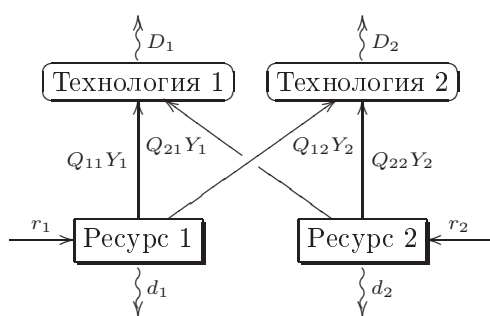 D₁ D₂
Технология 1 Технология 2
Q₁₁Y₁ Q₂₁Y₁ Q₁₂Y₂ Q₂₂Y₂
r₁ Ресурс 1 Ресурс 2 r₂
d₁ d₂